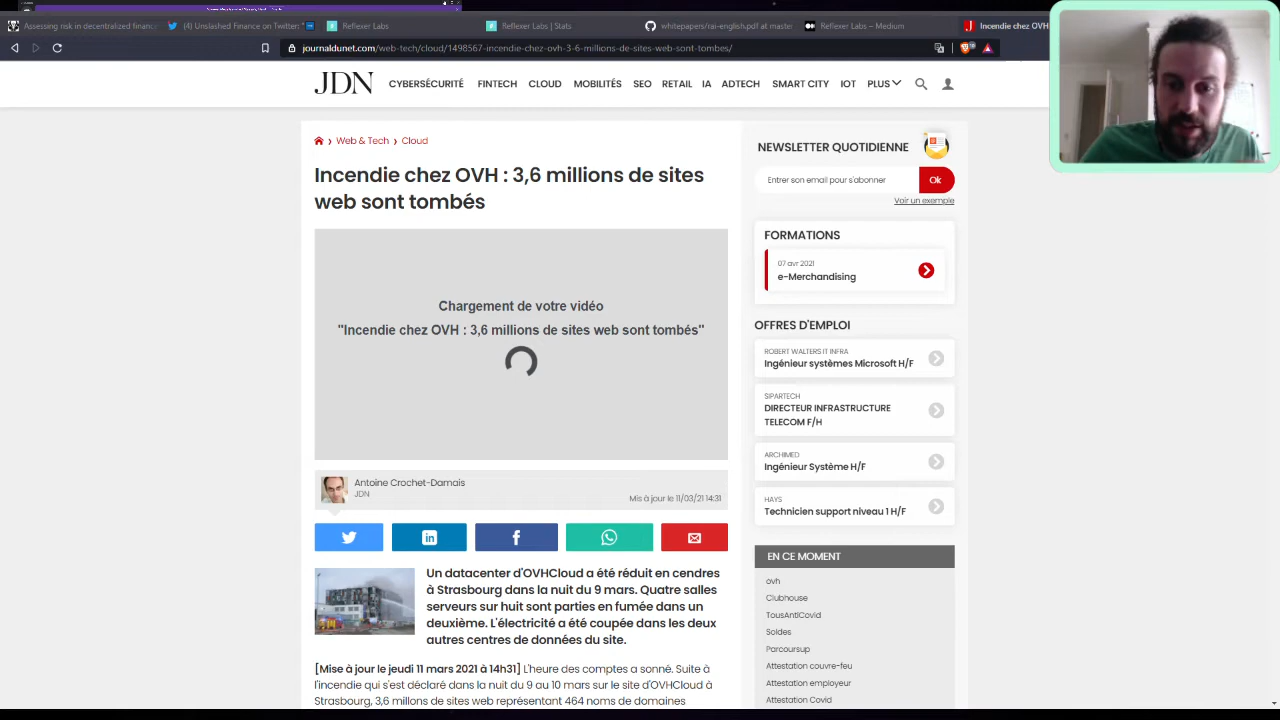 Assessing risk in decentralized financ
(4) Unslashed Finance on Twitter:
Reflexer Labs
Reflexer Labs | Stats
whitepapers/rai-english.pdf at maste
Reflexer Labs – Medium
Incendie chez OVH
journaldunet.com/web-tech/cloud/1498567-incendie-chez-ovh-3-6-millions-de-sites-web-sont-tombes/
JDN
CYBERSÉCURITÉ
FINTECH
CLOUD
MOBILITÉS
SEO
RETAIL
IA
ADTECH
SMART CITY
IOT
PLUS
Web & Tech › Cloud
Incendie chez OVH : 3,6 millions de sites
web sont tombés
Chargement de votre vidéo
"Incendie chez OVH : 3,6 millions de sites web sont tombés"
Antoine Crochet-Damais
JDN
Mis à jour le 11/03/21 14:31
Un datacenter d'OVHCloud a été réduit en cendres
à Strasbourg dans la nuit du 9 mars. Quatre salles
serveurs sur huit sont parties en fumée dans un
deuxième. L'électricité a été coupée dans les deux
autres centres de données du site.
[Mise à jour le jeudi 11 mars 2021 à 14h31] L'heure des comptes a sonné. Suite à
l'incendie qui s'est déclaré dans la nuit du 9 au 10 mars sur le site d'OVHCloud à
Strasbourg, 3,6 millons de sites web représentant 464 noms de domaines
NEWSLETTER QUOTIDIENNE
Entrer son email pour s'abonner
Ok
Voir un exemple
FORMATIONS
07 avr 2021
e-Merchandising
OFFRES D'EMPLOI
ROBERT WALTERS IT INFRA
Ingénieur systèmes Microsoft H/F
SIPARTECH
DIRECTEUR INFRASTRUCTURE
TELECOM F/H
ARCHIMED
Ingénieur Système H/F
HAYS
Technicien support niveau 1 H/F
EN CE MOMENT
ovh
Clubhouse
TousAntiCovid
Soldes
Parcoursup
Attestation couvre-feu
Attestation employeur
Attestation Covid